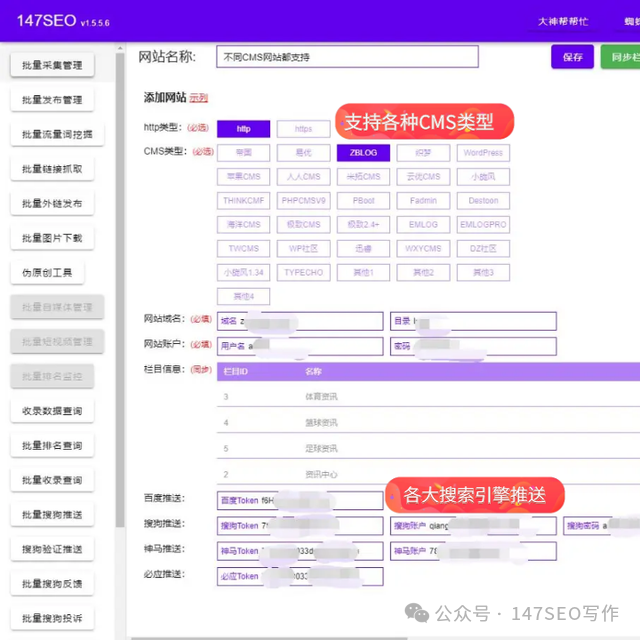 147SEO v1.5.5.6
大神帮帮忙
蜘蛛
批量采集管理
批量发布管理
批量流量词挖掘
批量链接抓取
批量外链发布
批量图片下载
伪原创工具
批量自媒体管理
批量短视频管理
批量排名监控
收录数据查询
批量排名查询
批量收录查询
批量搜狗推送
搜狗验证推送
批量搜狗反馈
批量搜狗投诉
网站名称: 不同CMS网站都支持 保存 同步栏
添加网站 示列
支持各种CMS类型
http类型: (必选) http https
CMS类型: (必选) 帝国 易优 ZBLOG 织梦 WordPress
苹果CMS 人人CMS 米拓CMS 云优CMS 小旋风
THINKCMF PHPCMSV9 PBoot Fadmin Destoon
海洋CMS 极致CMS 极致2.4+ EMLOG EMLOGPRO
TWCMS WP社区 迅睿 WXYCMS DZ社区
小旋风1.34 TYPECHO 其他1 其他2 其他3
其他4
网站域名: (必填) 域名 目录
网站账户: (必填) 用户名 a 密码
栏目信息: (同步) 栏目ID 名称
3 体育资讯
4 篮球资讯
5 足球资讯
2 资讯中心
各大搜索引擎推送
百度推送: 百度Token f6H
搜狗推送: 搜狗Token 搜狗账户 qiang 搜狗密码 a
神马推送: 神马Token 神马账户 78
必应推送: 必应Token
公众号 · 147SEO写作